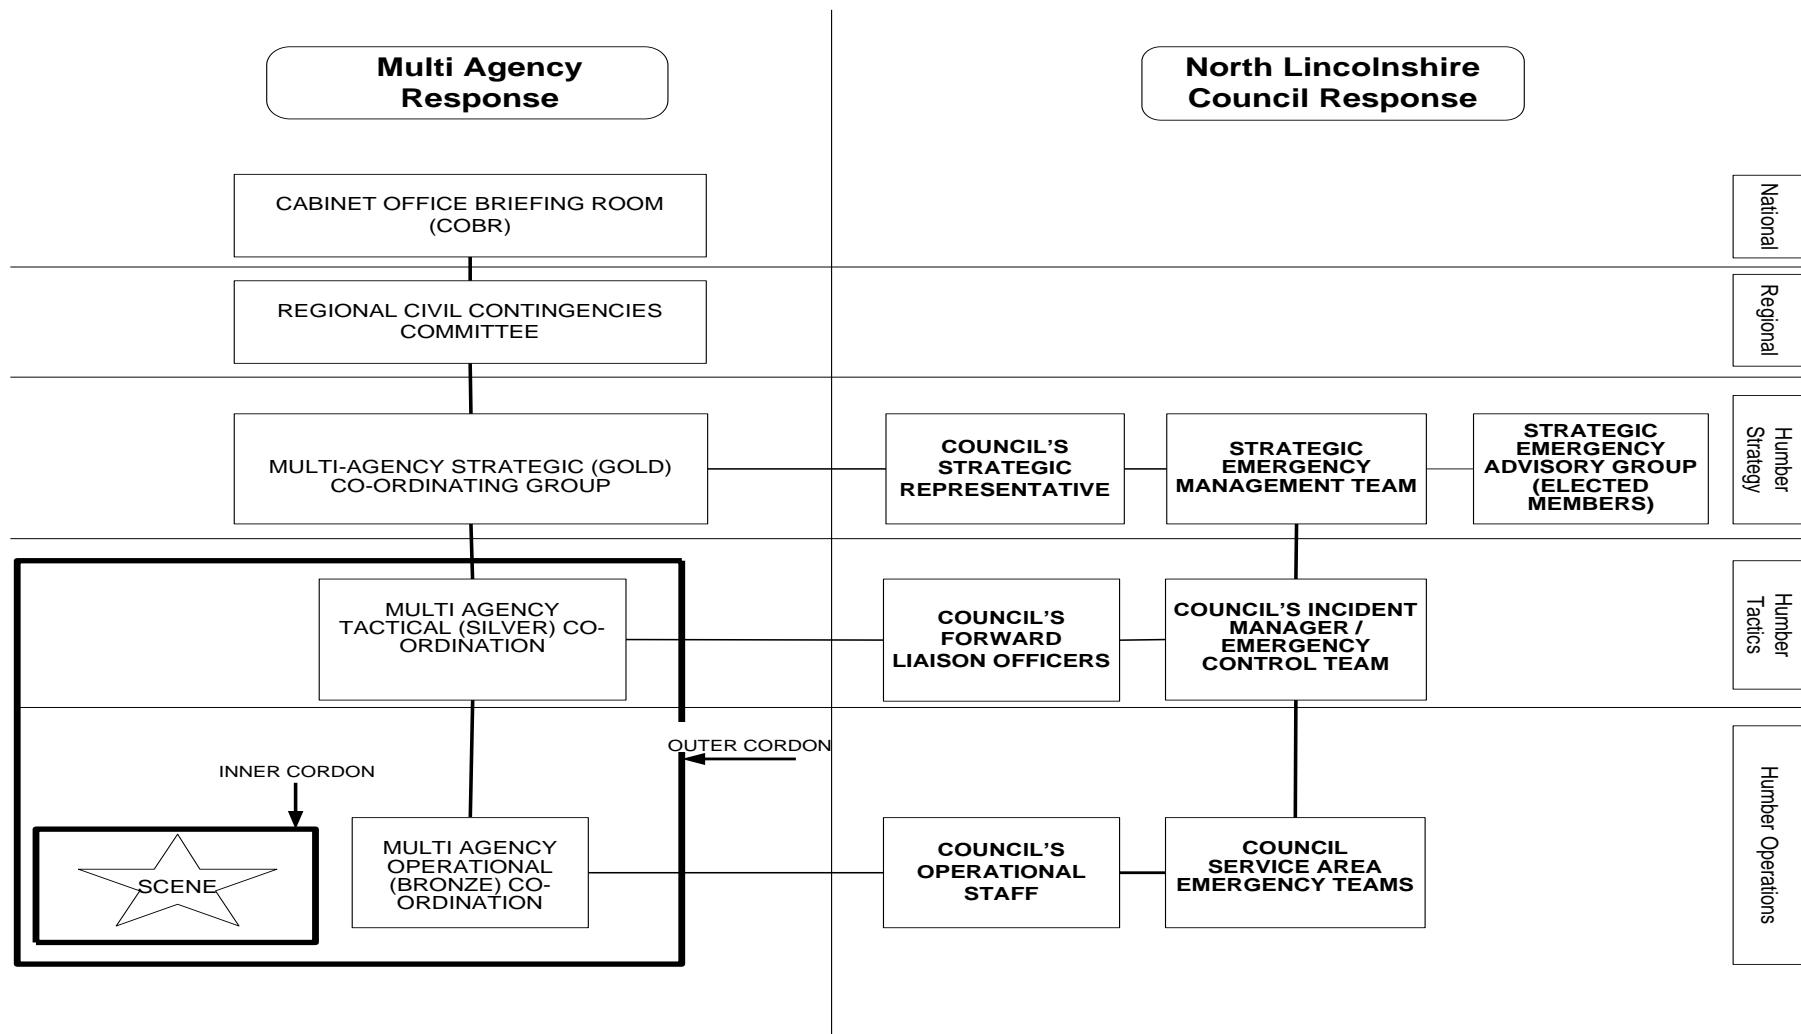 Multi Agency
Response
North Lincolnshire
Council Response
CABINET OFFICE BRIEFING ROOM
(COBR)
National
REGIONAL CIVIL CONTINGENCIES
COMMITTEE
Regional
MULTI-AGENCY STRATEGIC (GOLD)
CO-ORDINATING GROUP
COUNCIL'S
STRATEGIC
REPRESENTATIVE
STRATEGIC
EMERGENCY
MANAGEMENT TEAM
STRATEGIC
EMERGENCY
ADVISORY GROUP
(ELECTED
MEMBERS)
Humber
Strategy
MULTI AGENCY
TACTICAL (SILVER) CO-
ORDINATION
COUNCIL'S
FORWARD
LIAISON OFFICERS
COUNCIL'S INCIDENT
MANAGER /
EMERGENCY
CONTROL TEAM
Humber
Tactics
OUTER CORDON
INNER CORDON
SCENE
MULTI AGENCY
OPERATIONAL
(BRONZE) CO-
ORDINATION
COUNCIL'S
OPERATIONAL
STAFF
COUNCIL
SERVICE AREA
EMERGENCY TEAMS
Humber Operations